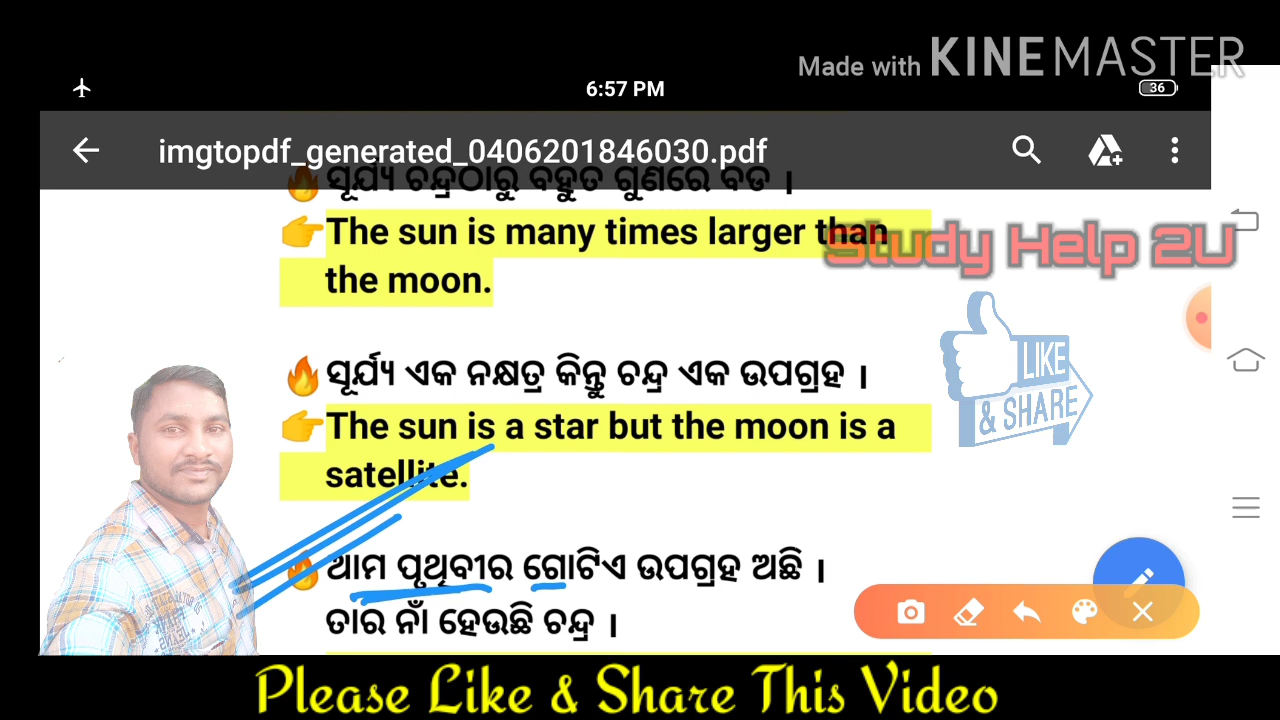 Made with KINEMASTER
6:57 PM
36
imgtopdf_generated_0406201846030.pdf
🔥ସୂର୍ଯ୍ୟ ଚନ୍ଦ୍ରଠାରୁ ବହୁତ ଗୁଣରେ ବଡ ।
👉The sun is many times larger than
the moon.
Study Help 2U
LIKE
& SHARE
🔥ସୂର୍ଯ୍ୟ ଏକ ନକ୍ଷତ୍ର କିନ୍ତୁ ଚନ୍ଦ୍ର ଏକ ଉପଗ୍ରହ ।
👉The sun is a star but the moon is a
satellite.
🔥ଆମ ପୃଥିବୀର ଗୋଟିଏ ଉପଗ୍ରହ ଅଛି ।
ତାର ନାଁ ହେଉଛି ଚନ୍ଦ୍ର ।
Please Like & Share This Video